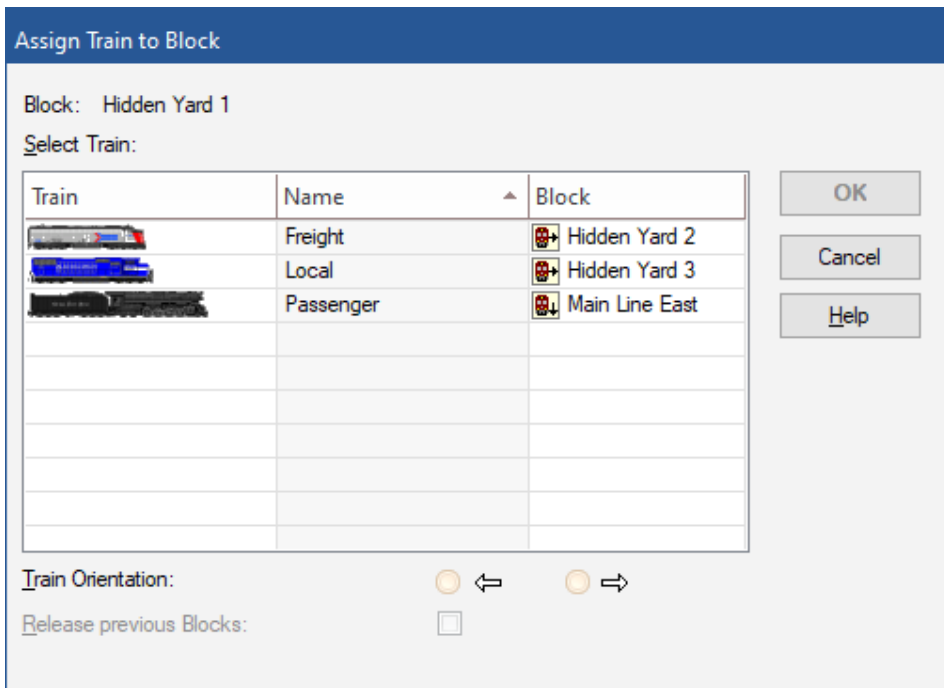 Assign Train to Block
Block: Hidden Yard 1
Select Train:
Train Name Block
Freight Hidden Yard 2
Local Hidden Yard 3
Passenger Main Line East
OK
Cancel
Help
Train Orientation:
Release previous Blocks: